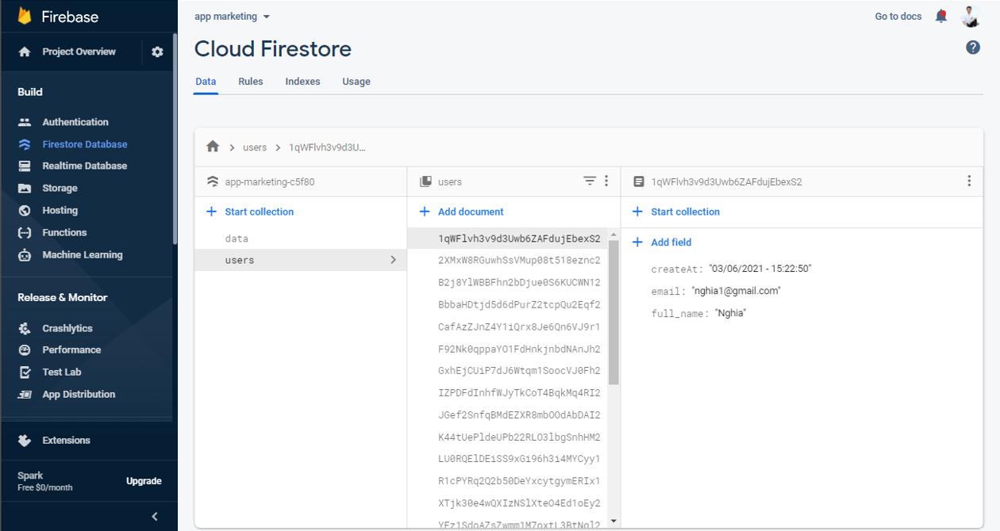 Firebase
app marketing
Go to docs
Project Overview
Cloud Firestore
Data Rules Indexes Usage
Build
Authentication
Firestore Database
Realtime Database
Storage
Hosting
Functions
Machine Learning
Release & Monitor
Crashlytics
Performance
Test Lab
App Distribution
Extensions
Spark
Free $0/month
Upgrade
users 1qWFlvh3v9d3U...
app-marketing-c5f80
Start collection
data
users
users
Add document
1qWFlvh3v9d3Uwb6ZAFdujEbexS2
2XMxW8RGuwhSsVMup08t518eznc2
B2j8YlWBBFhn2bDjue0S6KUCWN12
BbbaHDtjd5d6dPurZ2tcpQu2Eqf2
CafAzZJnZ4Y1iQrx8Je6Qn6VJ9r1
F92Nk0qppaYO1FdHnkjnbdNAnJh2
GxhEjCUiP7dJ6Wtqm1SoocVJ0Fh2
IZPDFdInhfWJyTkCoT4BqkMq4RI2
JGef2SnfqBMdEZXR8mbOOdAbDAI2
K44tUePldeUPb22RLO3lbgSnhHM2
LU0RQElDEiSS9xGi96h3i4MYCyy1
R1cPYRq2Q2b50DeYxcytgymERIx1
XTjk30e4wQXIzNSlXteO4Ed1oEy2
1qWFlvh3v9d3Uwb6ZAFdujEbexS2
Start collection
Add field
createAt: "03/06/2021 - 15:22:50"
email: "nghia1@gmail.com"
full_name: "Nghia"